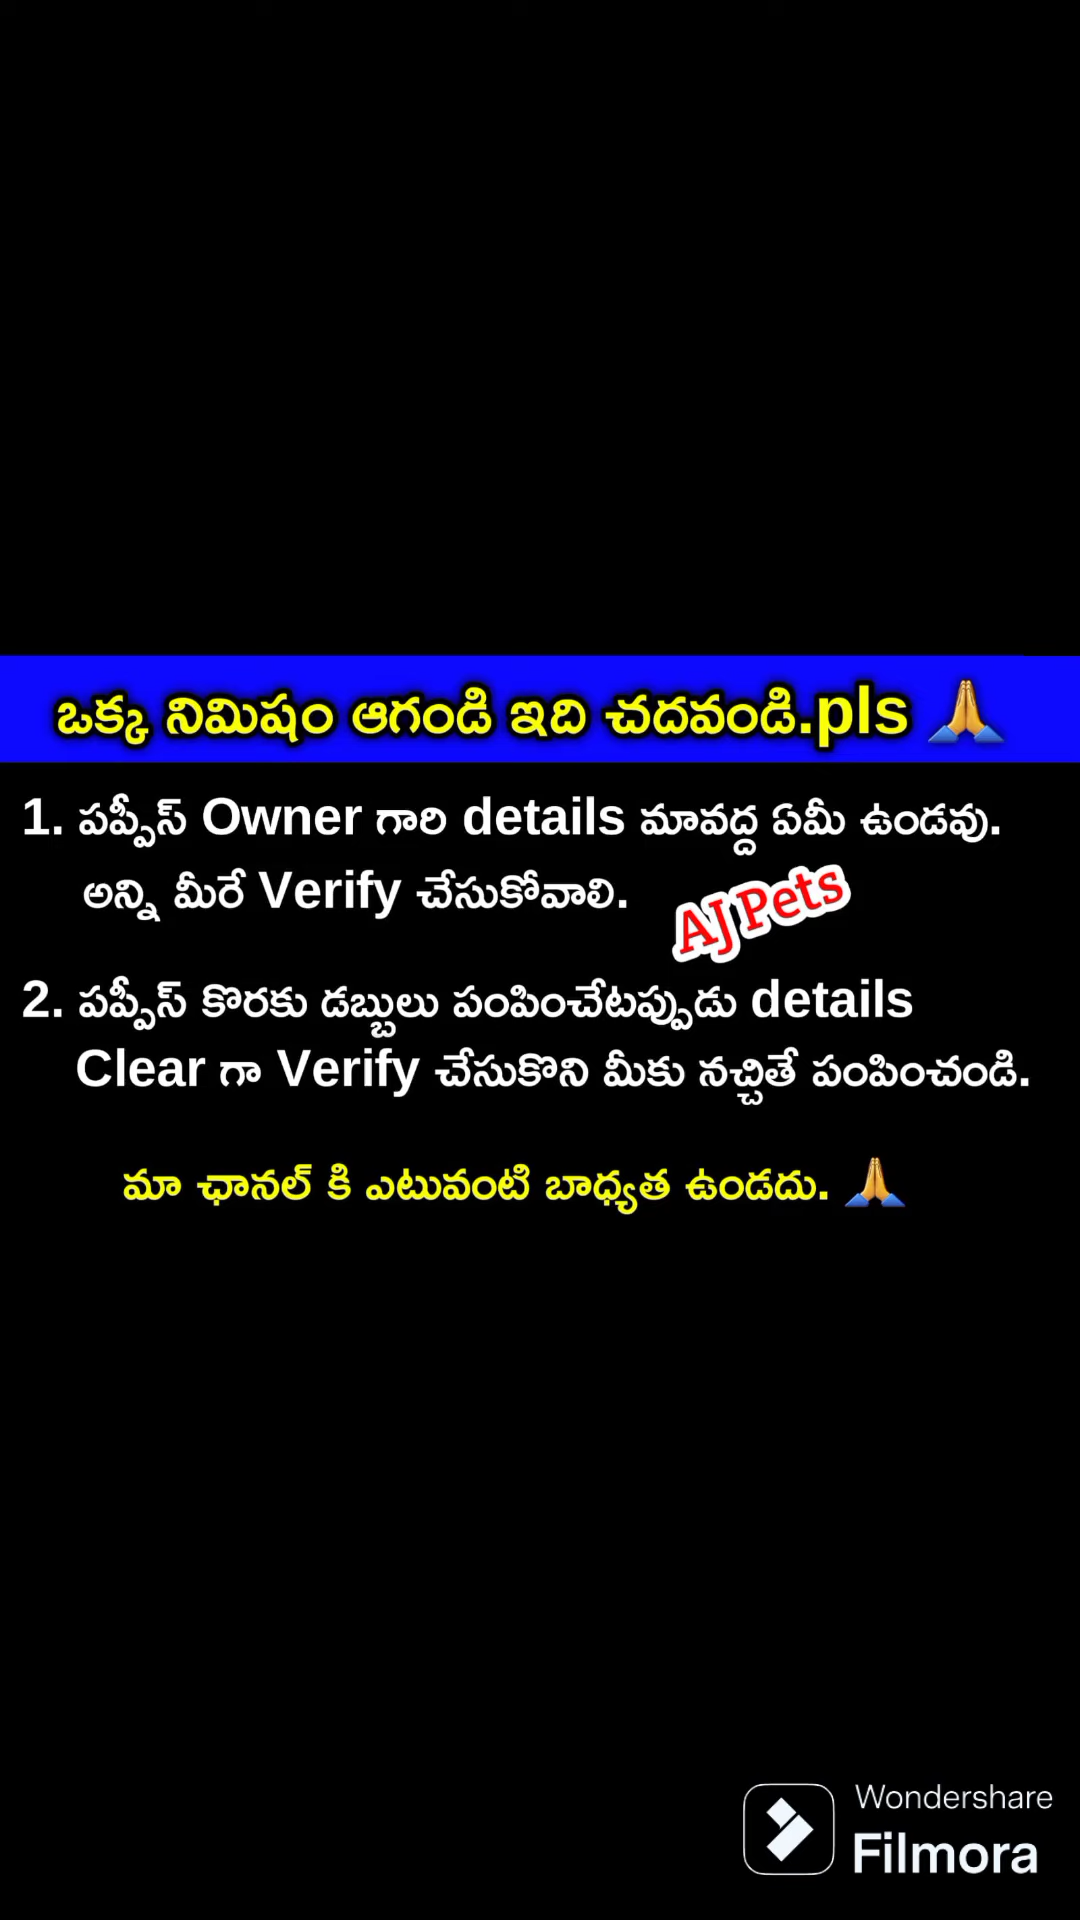 ఒక్క నిమిషం ఆగండి ఇది చదవండి.pls 🙏
1. పప్పీస్ Owner గారి details మావద్ద ఏమీ ఉండవు.
అన్ని మీరే Verify చేసుకోవాలి.
AJ Pets
2. పప్పీస్ కొరకు డబ్బులు పంపించేటప్పుడు details
Clear గా Verify చేసుకొని మీకు నచ్చితే పంపించండి.
మా ఛానల్ కి ఎటువంటి బాధ్యత ఉండదు. 🙏
Wondershare
Filmora